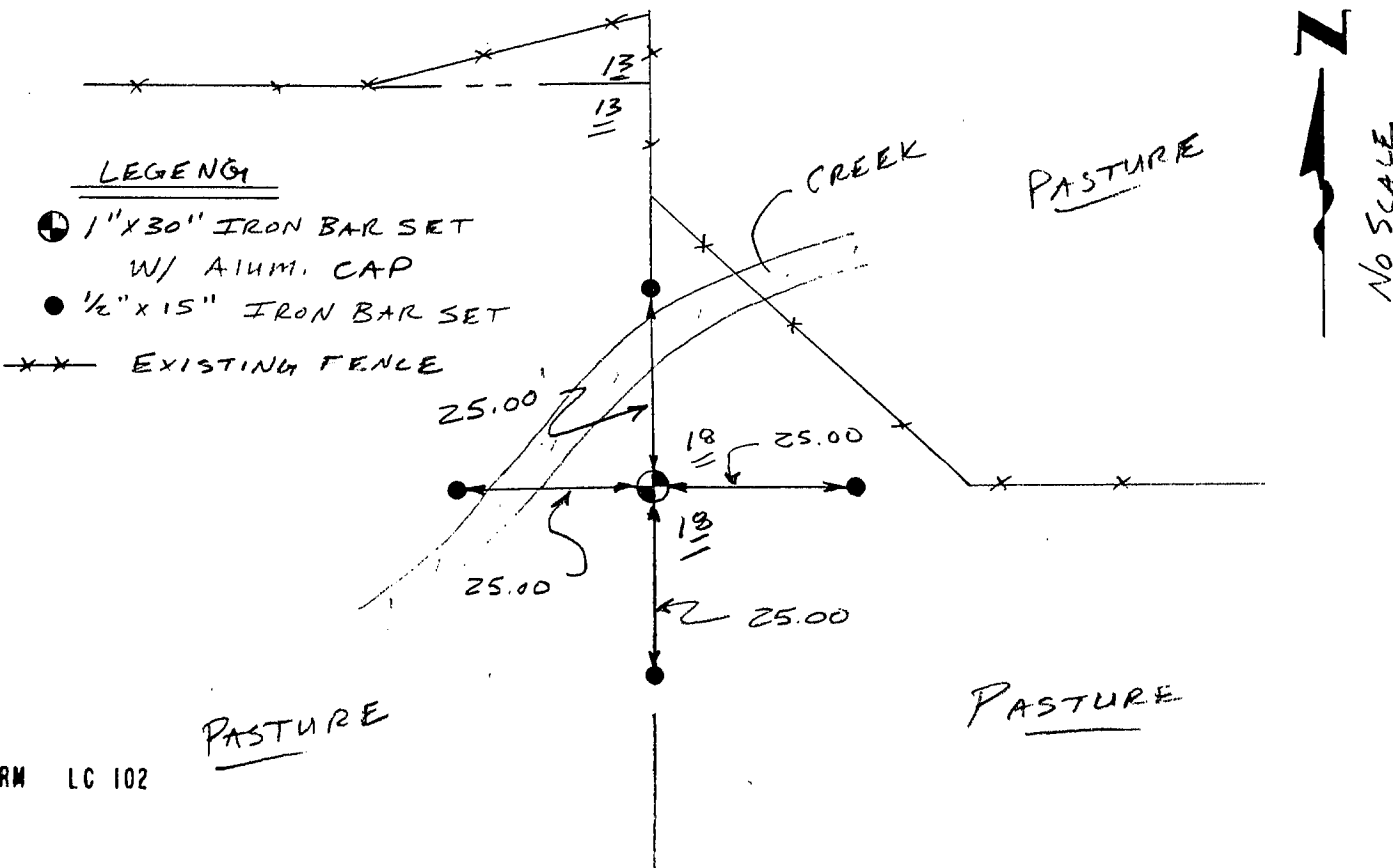 13
13
N
NO SCALE
LEGENG
1"X30" IRON BAR SET
W/ Alum. CAP
1/2"x15" IRON BAR SET
EXISTING FENCE
CREEK
PASTURE
25.00'
18
25.00
18
25.00
25.00
PASTURE
PASTURE
RM LC 102